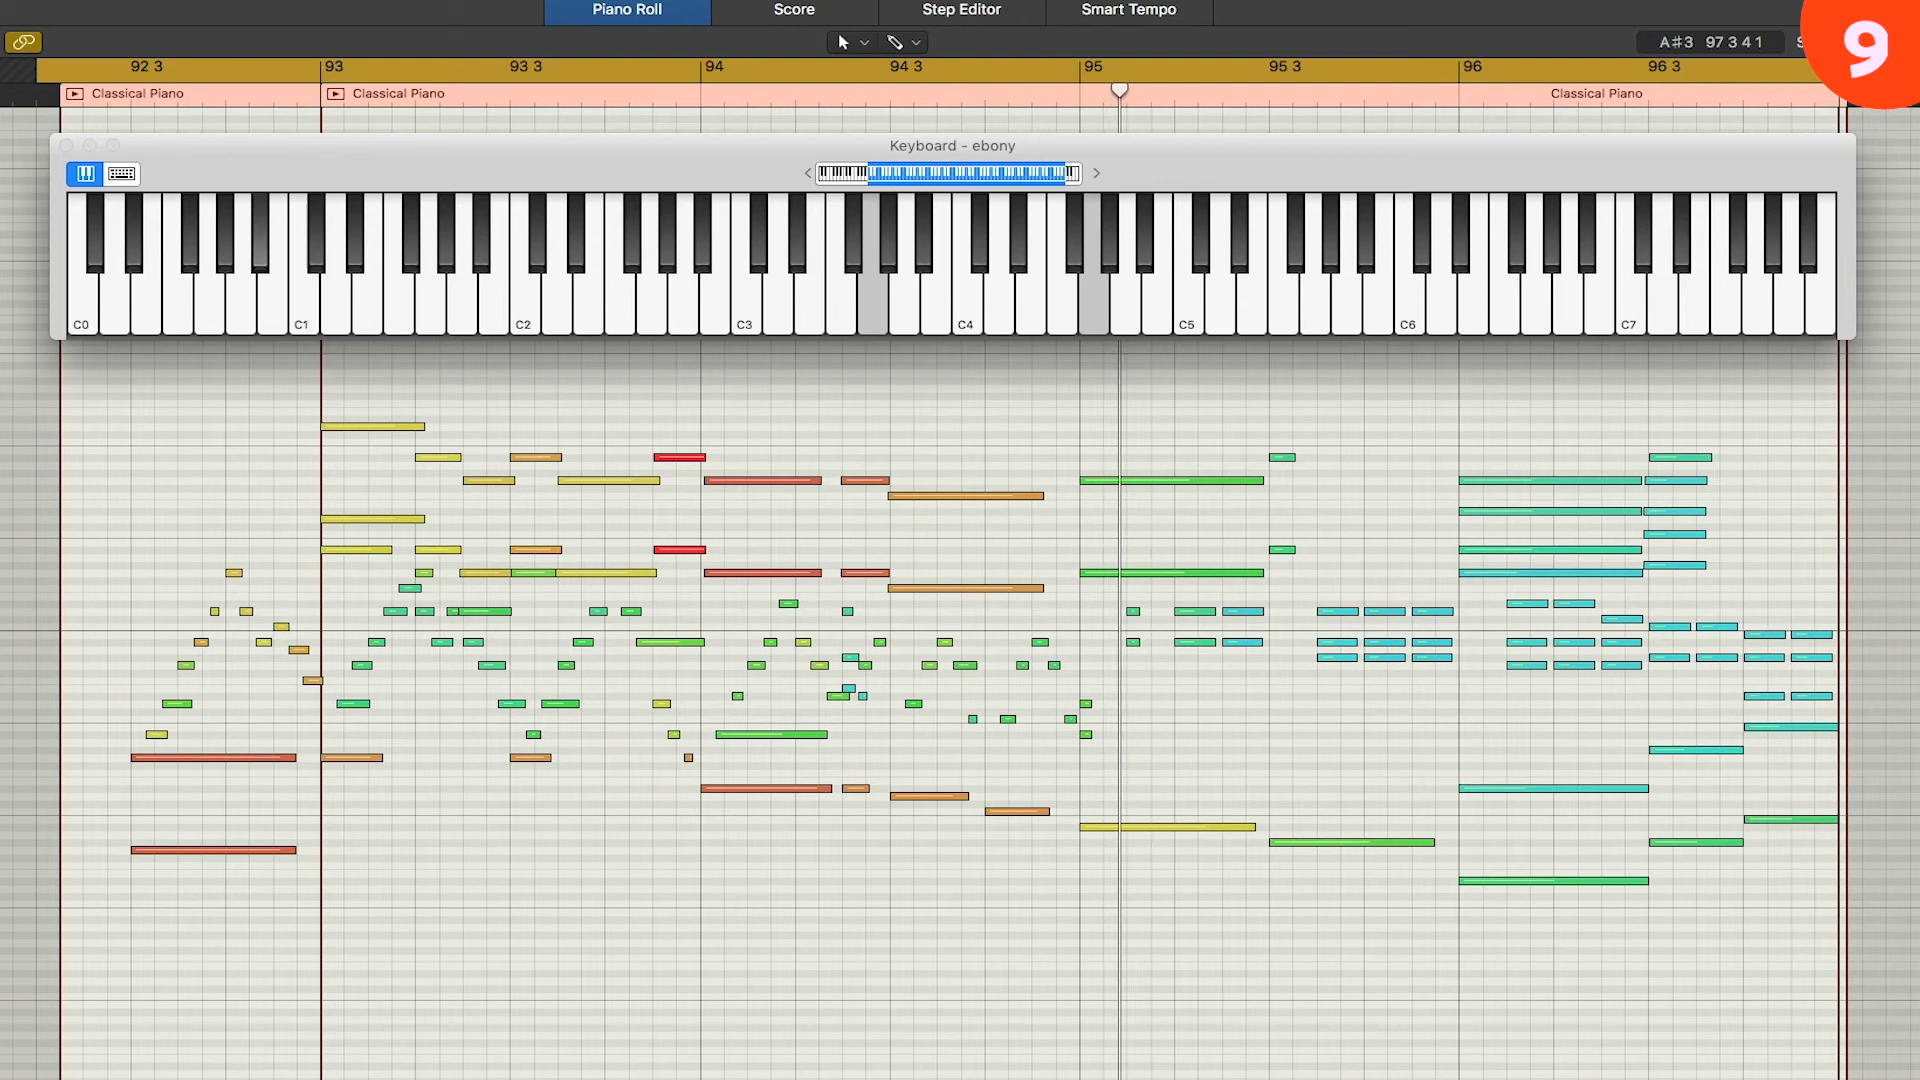 Piano Roll Score Step Editor Smart Tempo
A♯3 97 3 4 1
9
92 3 93 93 3 94 94 3 95 95 3 96 96 3
Classical Piano Classical Piano Classical Piano
Keyboard - ebony
C0 C1 C2 C3 C4 C5 C6 C7